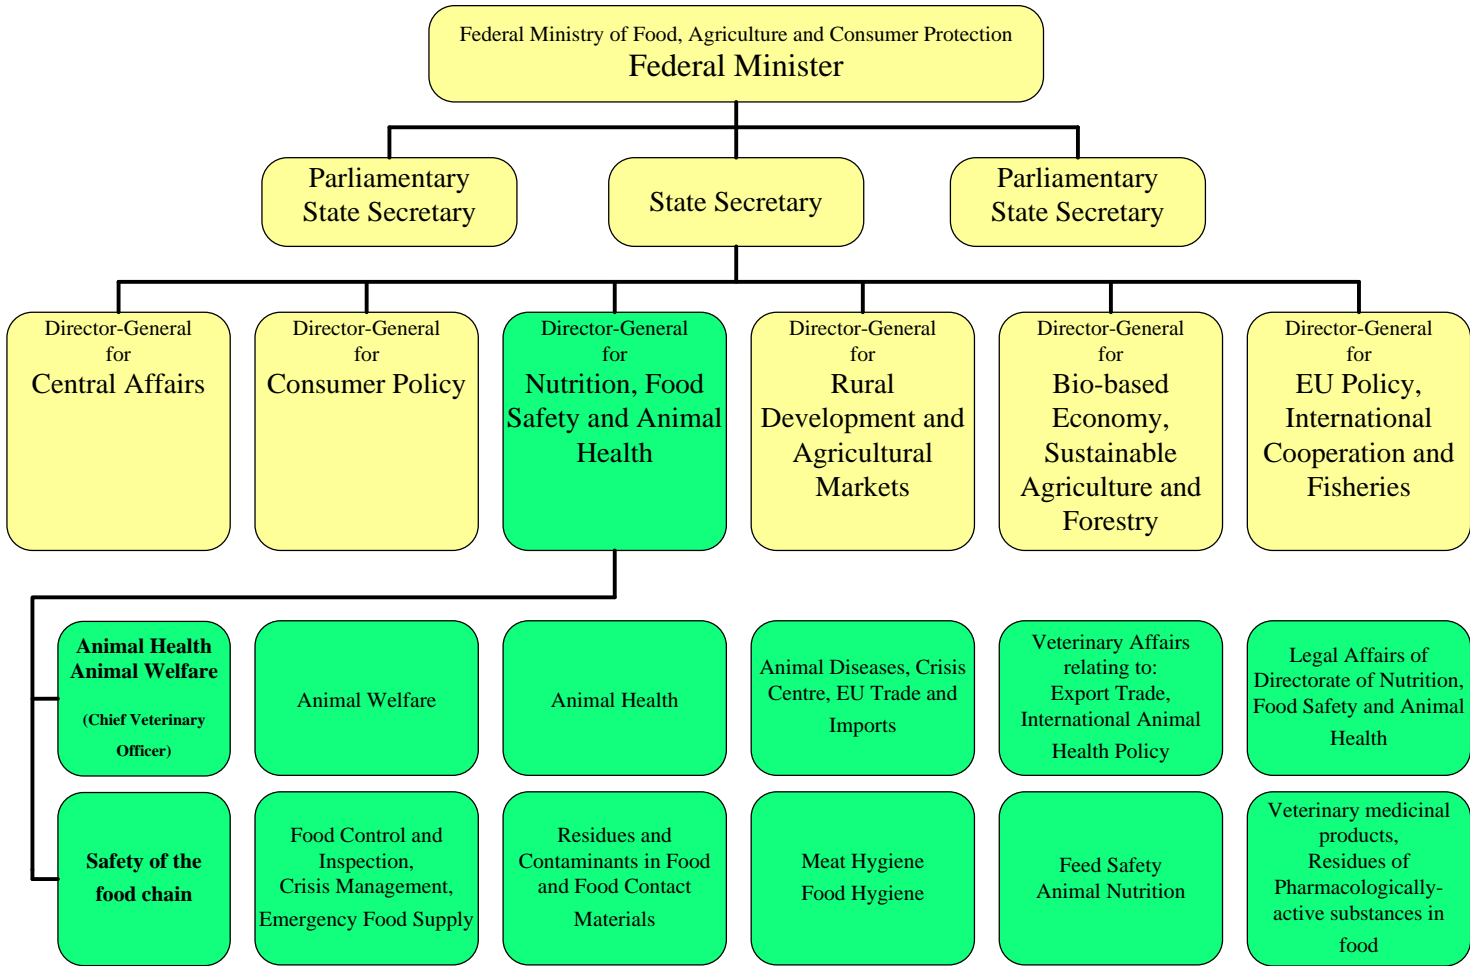 Federal Ministry of Food, Agriculture and Consumer Protection
Federal Minister
Parliamentary
State Secretary
State Secretary
Parliamentary
State Secretary
Director-General
for
Central Affairs
Director-General
for
Consumer Policy
Director-General
for
Nutrition, Food
Safety and Animal
Health
Director-General
for
Rural
Development and
Agricultural
Markets
Director-General
for
Bio-based
Economy,
Sustainable
Agriculture and
Forestry
Director-General
for
EU Policy,
International
Cooperation and
Fisheries
Animal Health
Animal Welfare
(Chief Veterinary
Officer)
Animal Welfare
Animal Health
Animal Diseases, Crisis
Centre, EU Trade and
Imports
Veterinary Affairs
relating to:
Export Trade,
International Animal
Health Policy
Legal Affairs of
Directorate of Nutrition,
Food Safety and Animal
Health
Safety of the
food chain
Food Control and
Inspection,
Crisis Management,
Emergency Food Supply
Residues and
Contaminants in Food
and Food Contact
Materials
Meat Hygiene
Food Hygiene
Feed Safety
Animal Nutrition
Veterinary medicinal
products,
Residues of
Pharmacologically-
active substances in
food